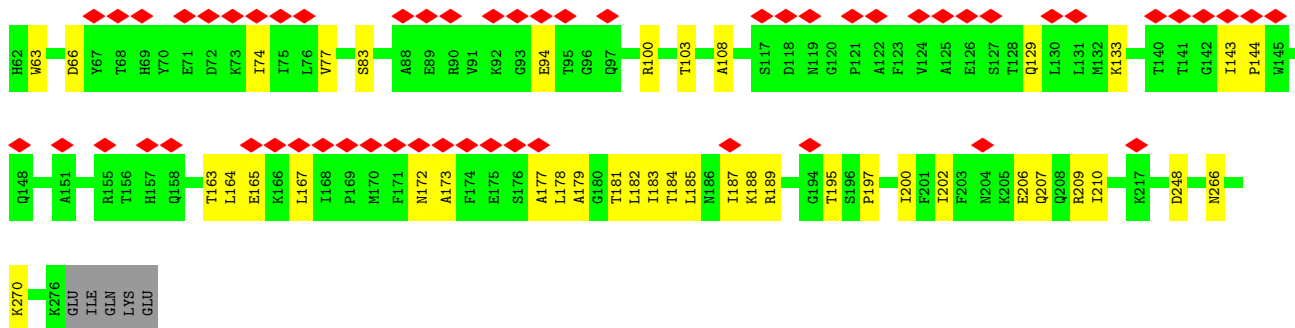 H62 W63 D66 Y67 T68 H69 Y70 E71 D72 K73 I74 I75 L76 V77 S83 A88 E89 R90 V91 K92 G93 E94 T95 G96 Q97 R100 T103 A108 S117 D118 N119 G120 P121 A122 F123 V124 A125 E126 S127 T128 Q129 L130 L131 M132 K133 T140 T141 G142 I143 P144 W145
Q148 A151 R155 T156 H157 Q158 T163 L164 E165 K166 L167 I168 P169 M170 F171 N172 A173 F174 E175 S176 A177 L178 A179 G180 T181 L182 I183 T184 L185 N186 I187 K188 R189 G194 T195 S196 P197 I200 F201 I202 F203 N204 K205 E206 Q207 Q208 R209 I210 K217 D248 N266
K270 K276 GLU ILE GLN LYS GLU